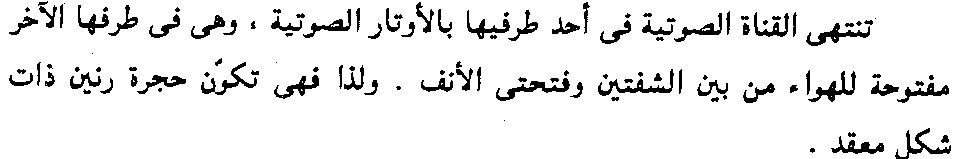 تنتهى القناة الصوتية فى أحد طرفيها بالأوتار الصوتية ، وهى فى طرفها الآخر
مفتوحة للهواء من بين الشفتين وفتحتى الأنف . ولذا فهى تكوّن حجرة رنين ذات
شكل معقد .